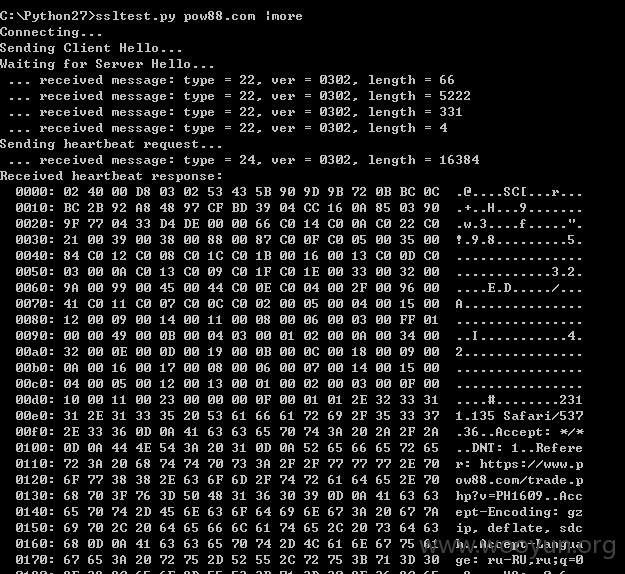 C:\Python27>ssltest.py pow88.com |more
Connecting...
Sending Client Hello...
Waiting for Server Hello...
 ... received message: type = 22, ver = 0302, length = 66
 ... received message: type = 22, ver = 0302, length = 5222
 ... received message: type = 22, ver = 0302, length = 331
 ... received message: type = 22, ver = 0302, length = 4
Sending heartbeat request...
 ... received message: type = 24, ver = 0302, length = 16384
Received heartbeat response:
  0000: 02 40 00 D8 03 02 53 43 5B 90 9D 9B 72 0B BC 0C  .@....SC[...r...
  0010: BC 2B 92 A8 48 97 CF BD 39 04 CC 16 0A 85 03 90  .+..H...9.......
  0020: 9F 77 04 33 D4 DE 00 00 66 C0 14 C0 0A C0 22 C0  .w.3....f.....".
  0030: 21 00 39 00 38 00 88 00 87 C0 0F C0 05 00 35 00  !.9.8.........5.
  0040: 84 C0 12 C0 08 C0 1C C0 1B 00 16 00 13 C0 0D C0  ................
  0050: 03 00 0A C0 13 C0 09 C0 1F C0 1E 00 33 00 32 00  ............3.2.
  0060: 9A 00 99 00 45 00 44 C0 0E C0 04 00 2F 00 96 00  ....E.D...../...
  0070: 41 C0 11 C0 07 C0 0C C0 02 00 05 00 04 00 15 00  A...............
  0080: 12 00 09 00 14 00 11 00 08 00 06 00 03 00 FF 01  ................
  0090: 00 00 49 00 0B 00 04 03 00 01 02 00 0A 00 34 00  ..I...........4.
  00a0: 32 00 0E 00 0D 00 19 00 0B 00 0C 00 18 00 09 00  2...............
  00b0: 0A 00 16 00 17 00 08 00 06 00 07 00 14 00 15 00  ................
  00c0: 04 00 05 00 12 00 13 00 01 00 02 00 03 00 0F 00  ................
  00d0: 10 00 11 00 23 00 00 00 0F 00 01 01 2E 32 33 31  ....#........231
  00e0: 31 2E 31 33 35 20 53 61 66 61 72 69 2F 35 33 37  1.135 Safari/537
  00f0: 2E 33 36 0D 0A 41 63 63 65 70 74 3A 20 2A 2F 2A  .36..Accept: */*
  0100: 0D 0A 44 4E 54 3A 20 31 0D 0A 52 65 66 65 72 65  ..DNT: 1..Refere
  0110: 72 3A 20 68 74 74 70 73 3A 2F 2F 77 77 77 2E 70  r: https://www.p
  0120: 6F 77 38 38 2E 63 6F 6D 2F 74 72 61 64 65 2E 70  ow88.com/trade.p
  0130: 68 70 3F 76 3D 50 48 31 36 30 39 0D 0A 41 63 63  hp?v=PH1609..Acc
  0140: 65 70 74 2D 45 6E 63 6F 64 69 6E 67 3A 20 67 7A  ept-Encoding: gz
  0150: 69 70 2C 20 64 65 66 6C 61 74 65 2C 20 73 64 63  ip, deflate, sdc
  0160: 68 0D 0A 41 63 63 65 70 74 2D 4C 61 6E 67 75 61  h..Accept-Langua
  0170: 67 65 3A 20 72 75 2D 52 55 2C 72 75 3B 71 3D 30  ge: ru-RU,ru;q=0
www.wooyun.org